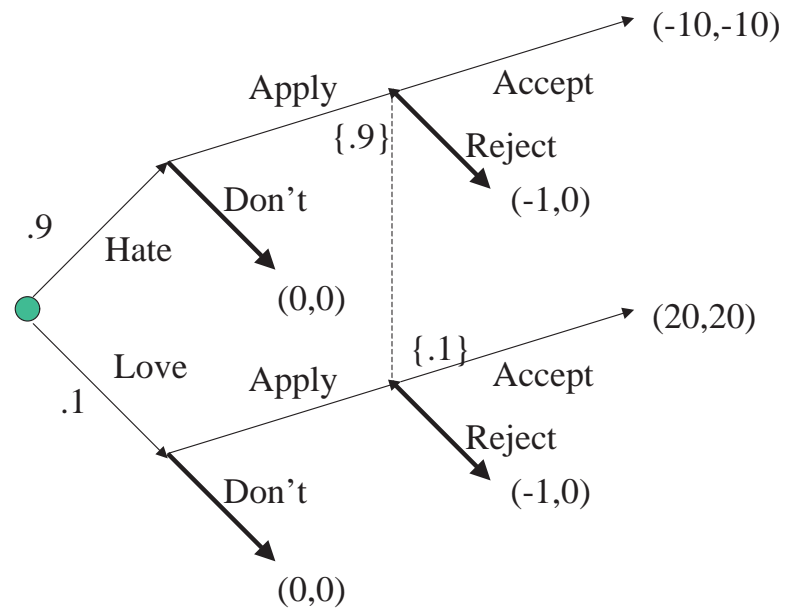 (-10,-10)
Apply
Accept
{.9}
Reject
Don't
(-1,0)
.9
Hate
(0,0)
(20,20)
Love
{.1}
Apply
Accept
.1
Reject
Don't
(-1,0)
(0,0)